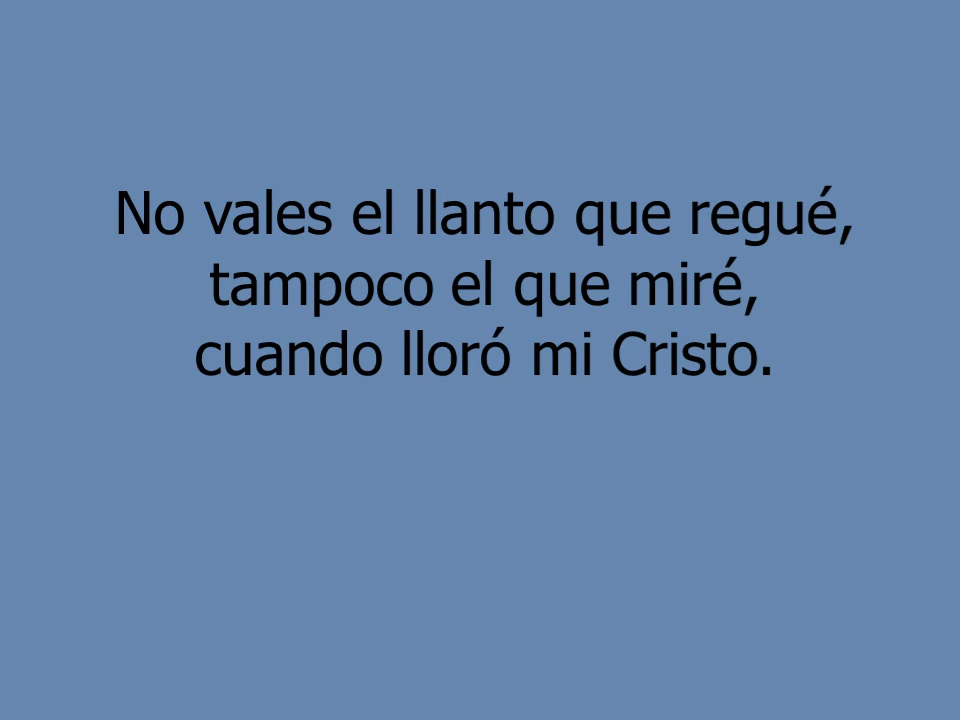 No vales el llanto que regué,
tampoco el que miré,
cuando lloró mi Cristo.